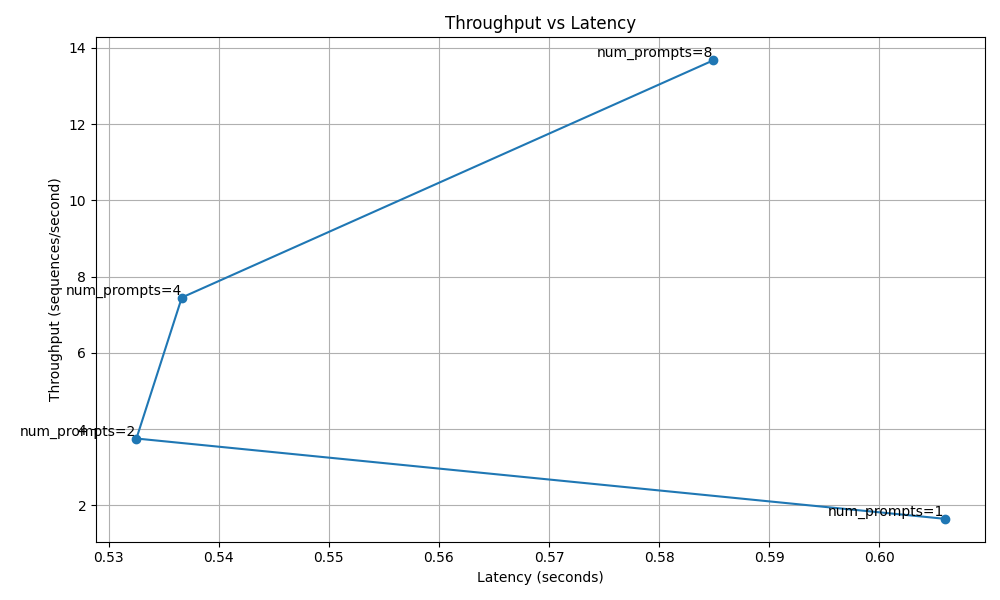 Throughput vs Latency
Throughput (sequences/second)
14
12
10
8
6
4
2
num_prompts=8
num_prompts=4
num_prompts=2
num_prompts=1
0.53
0.54
0.55
0.56
0.57
0.58
0.59
0.60
Latency (seconds)